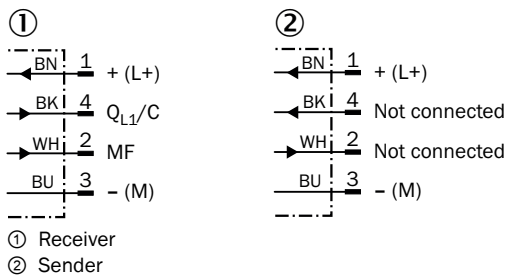 ① ②
BN 1 + (L+) BN 1 + (L+)
BK 4 QL1/C BK 4 Not connected
WH 2 MF WH 2 Not connected
BU 3 – (M) BU 3 – (M)
① Receiver
② Sender